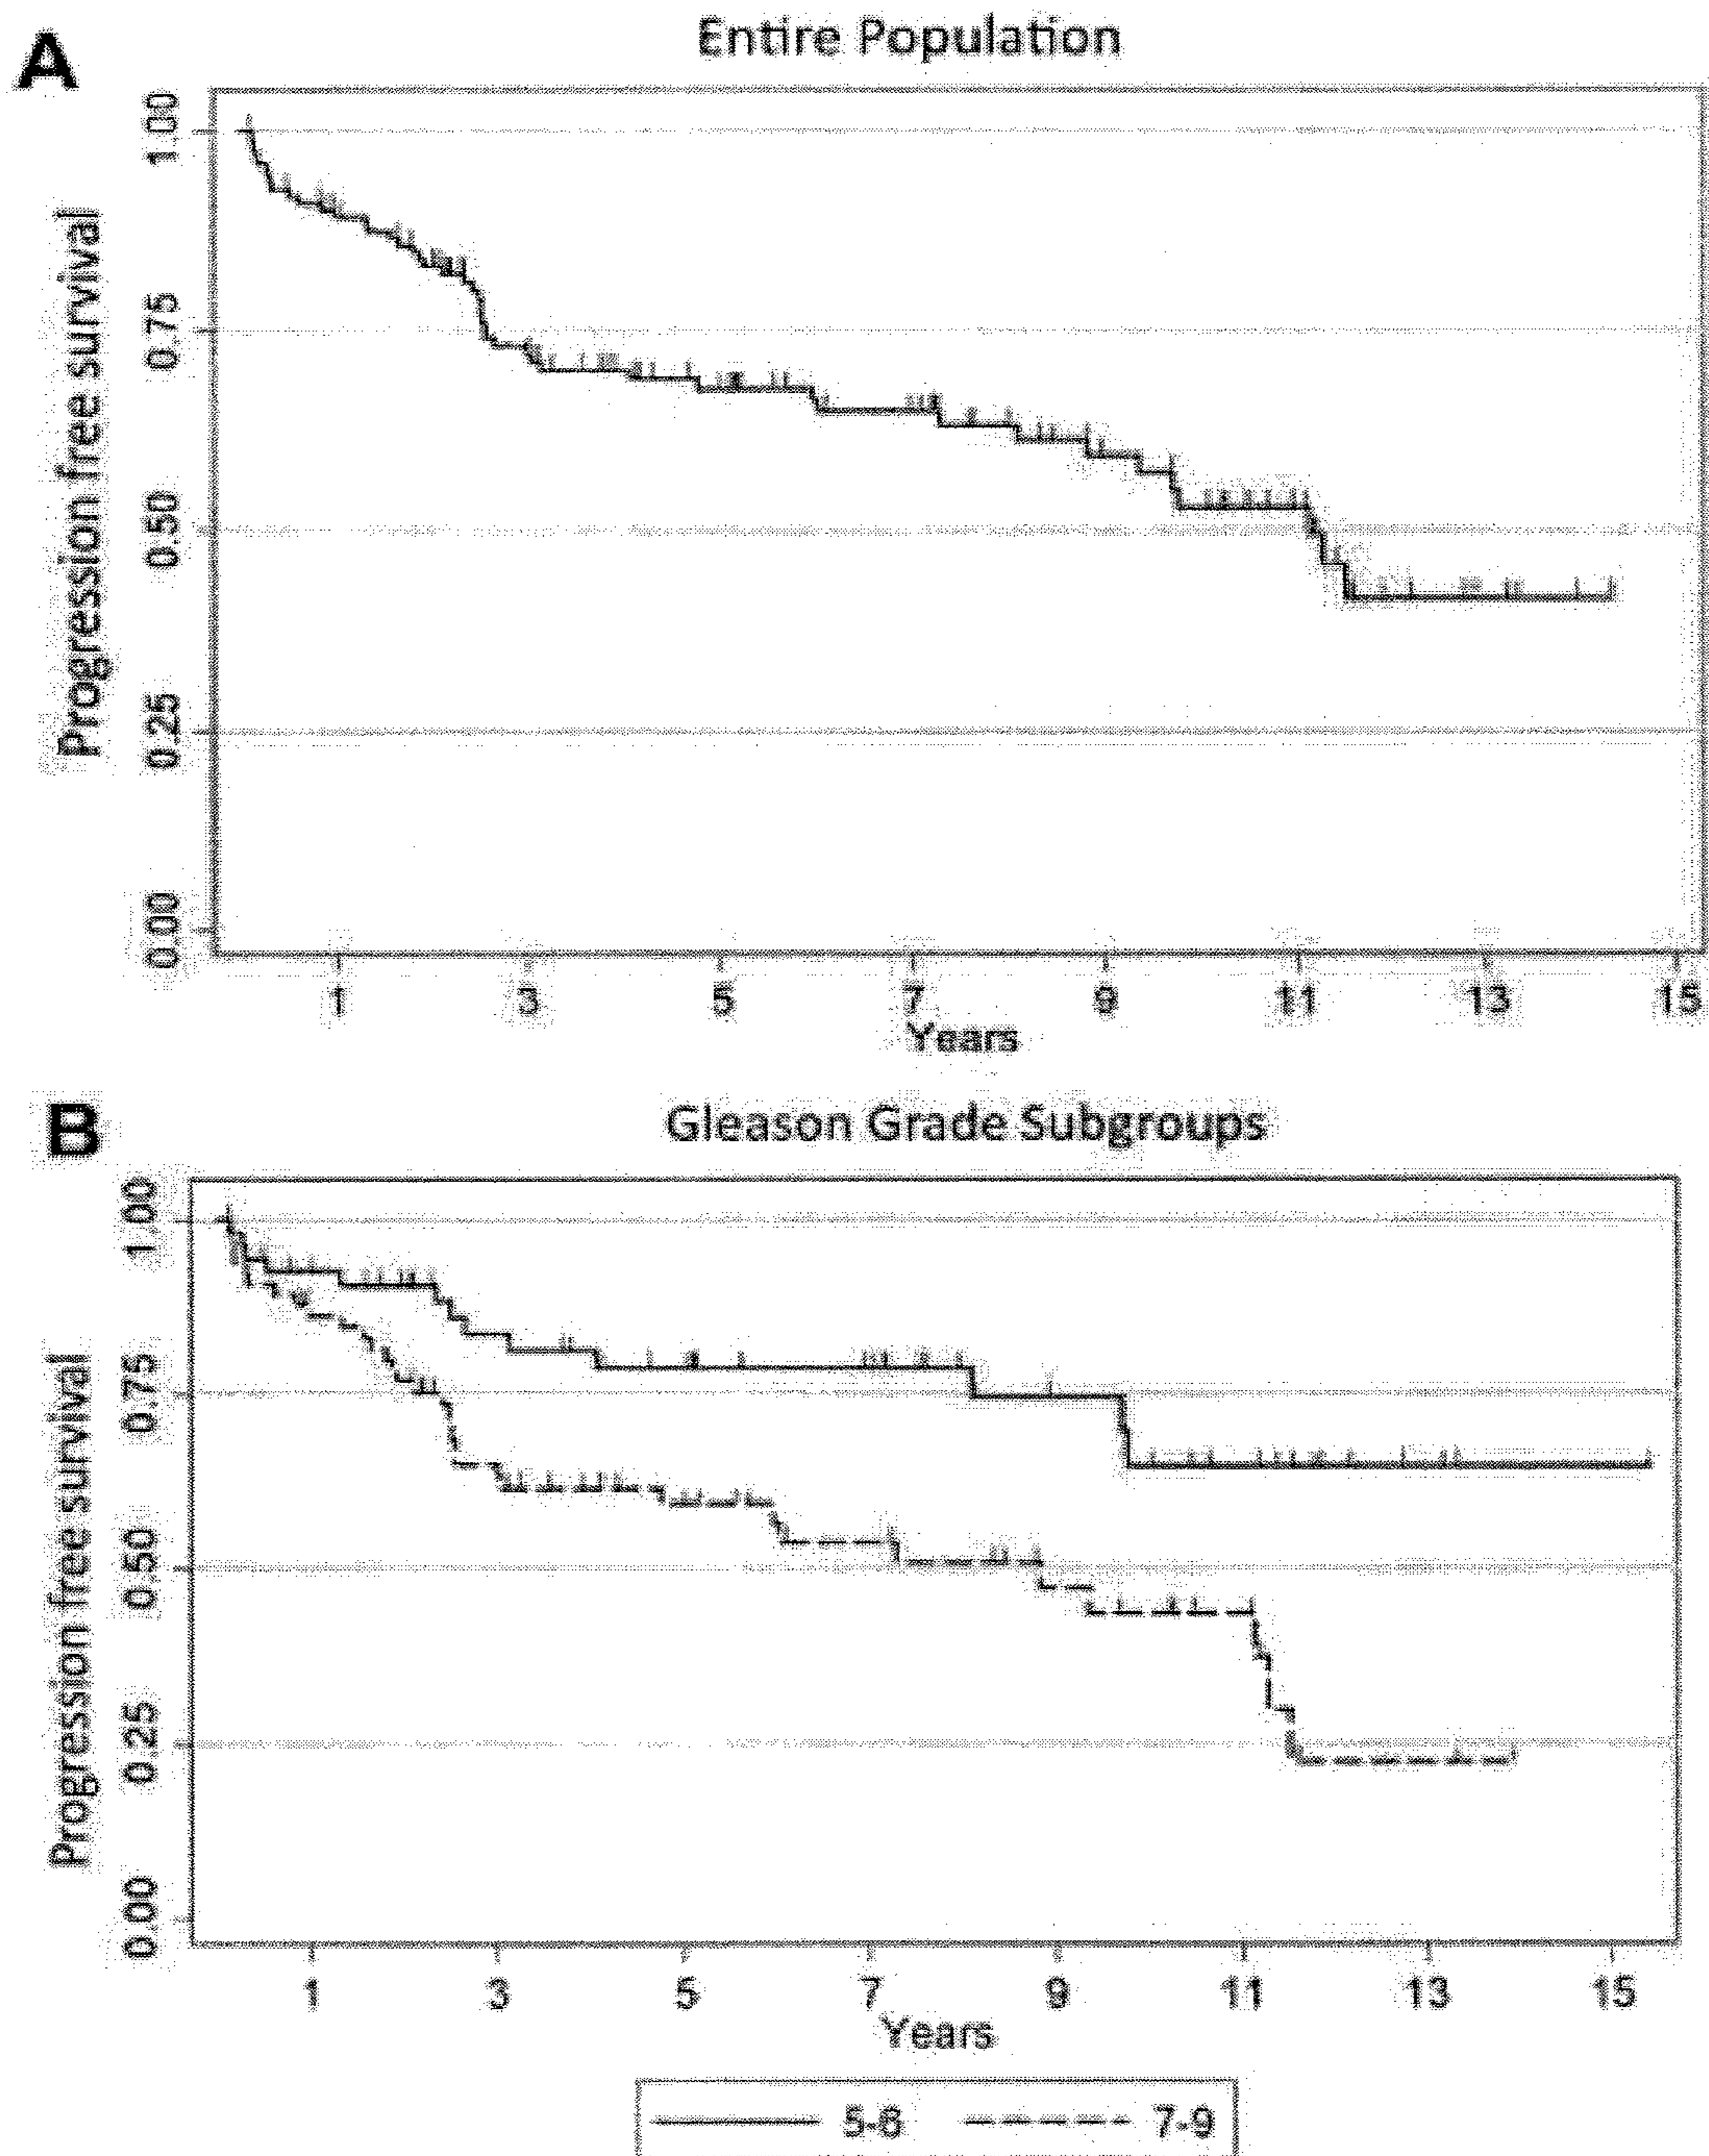 A
Entire Population
Progression free survival
1.00
0.75
0.50
0.25
0.00
1 3 5 7 9 11 13 15
Years
B
Gleason Grade Subgroups
Progression free survival
1.00
0.75
0.50
0.25
0.00
1 3 5 7 9 11 13 15
Years
5-6 7-9